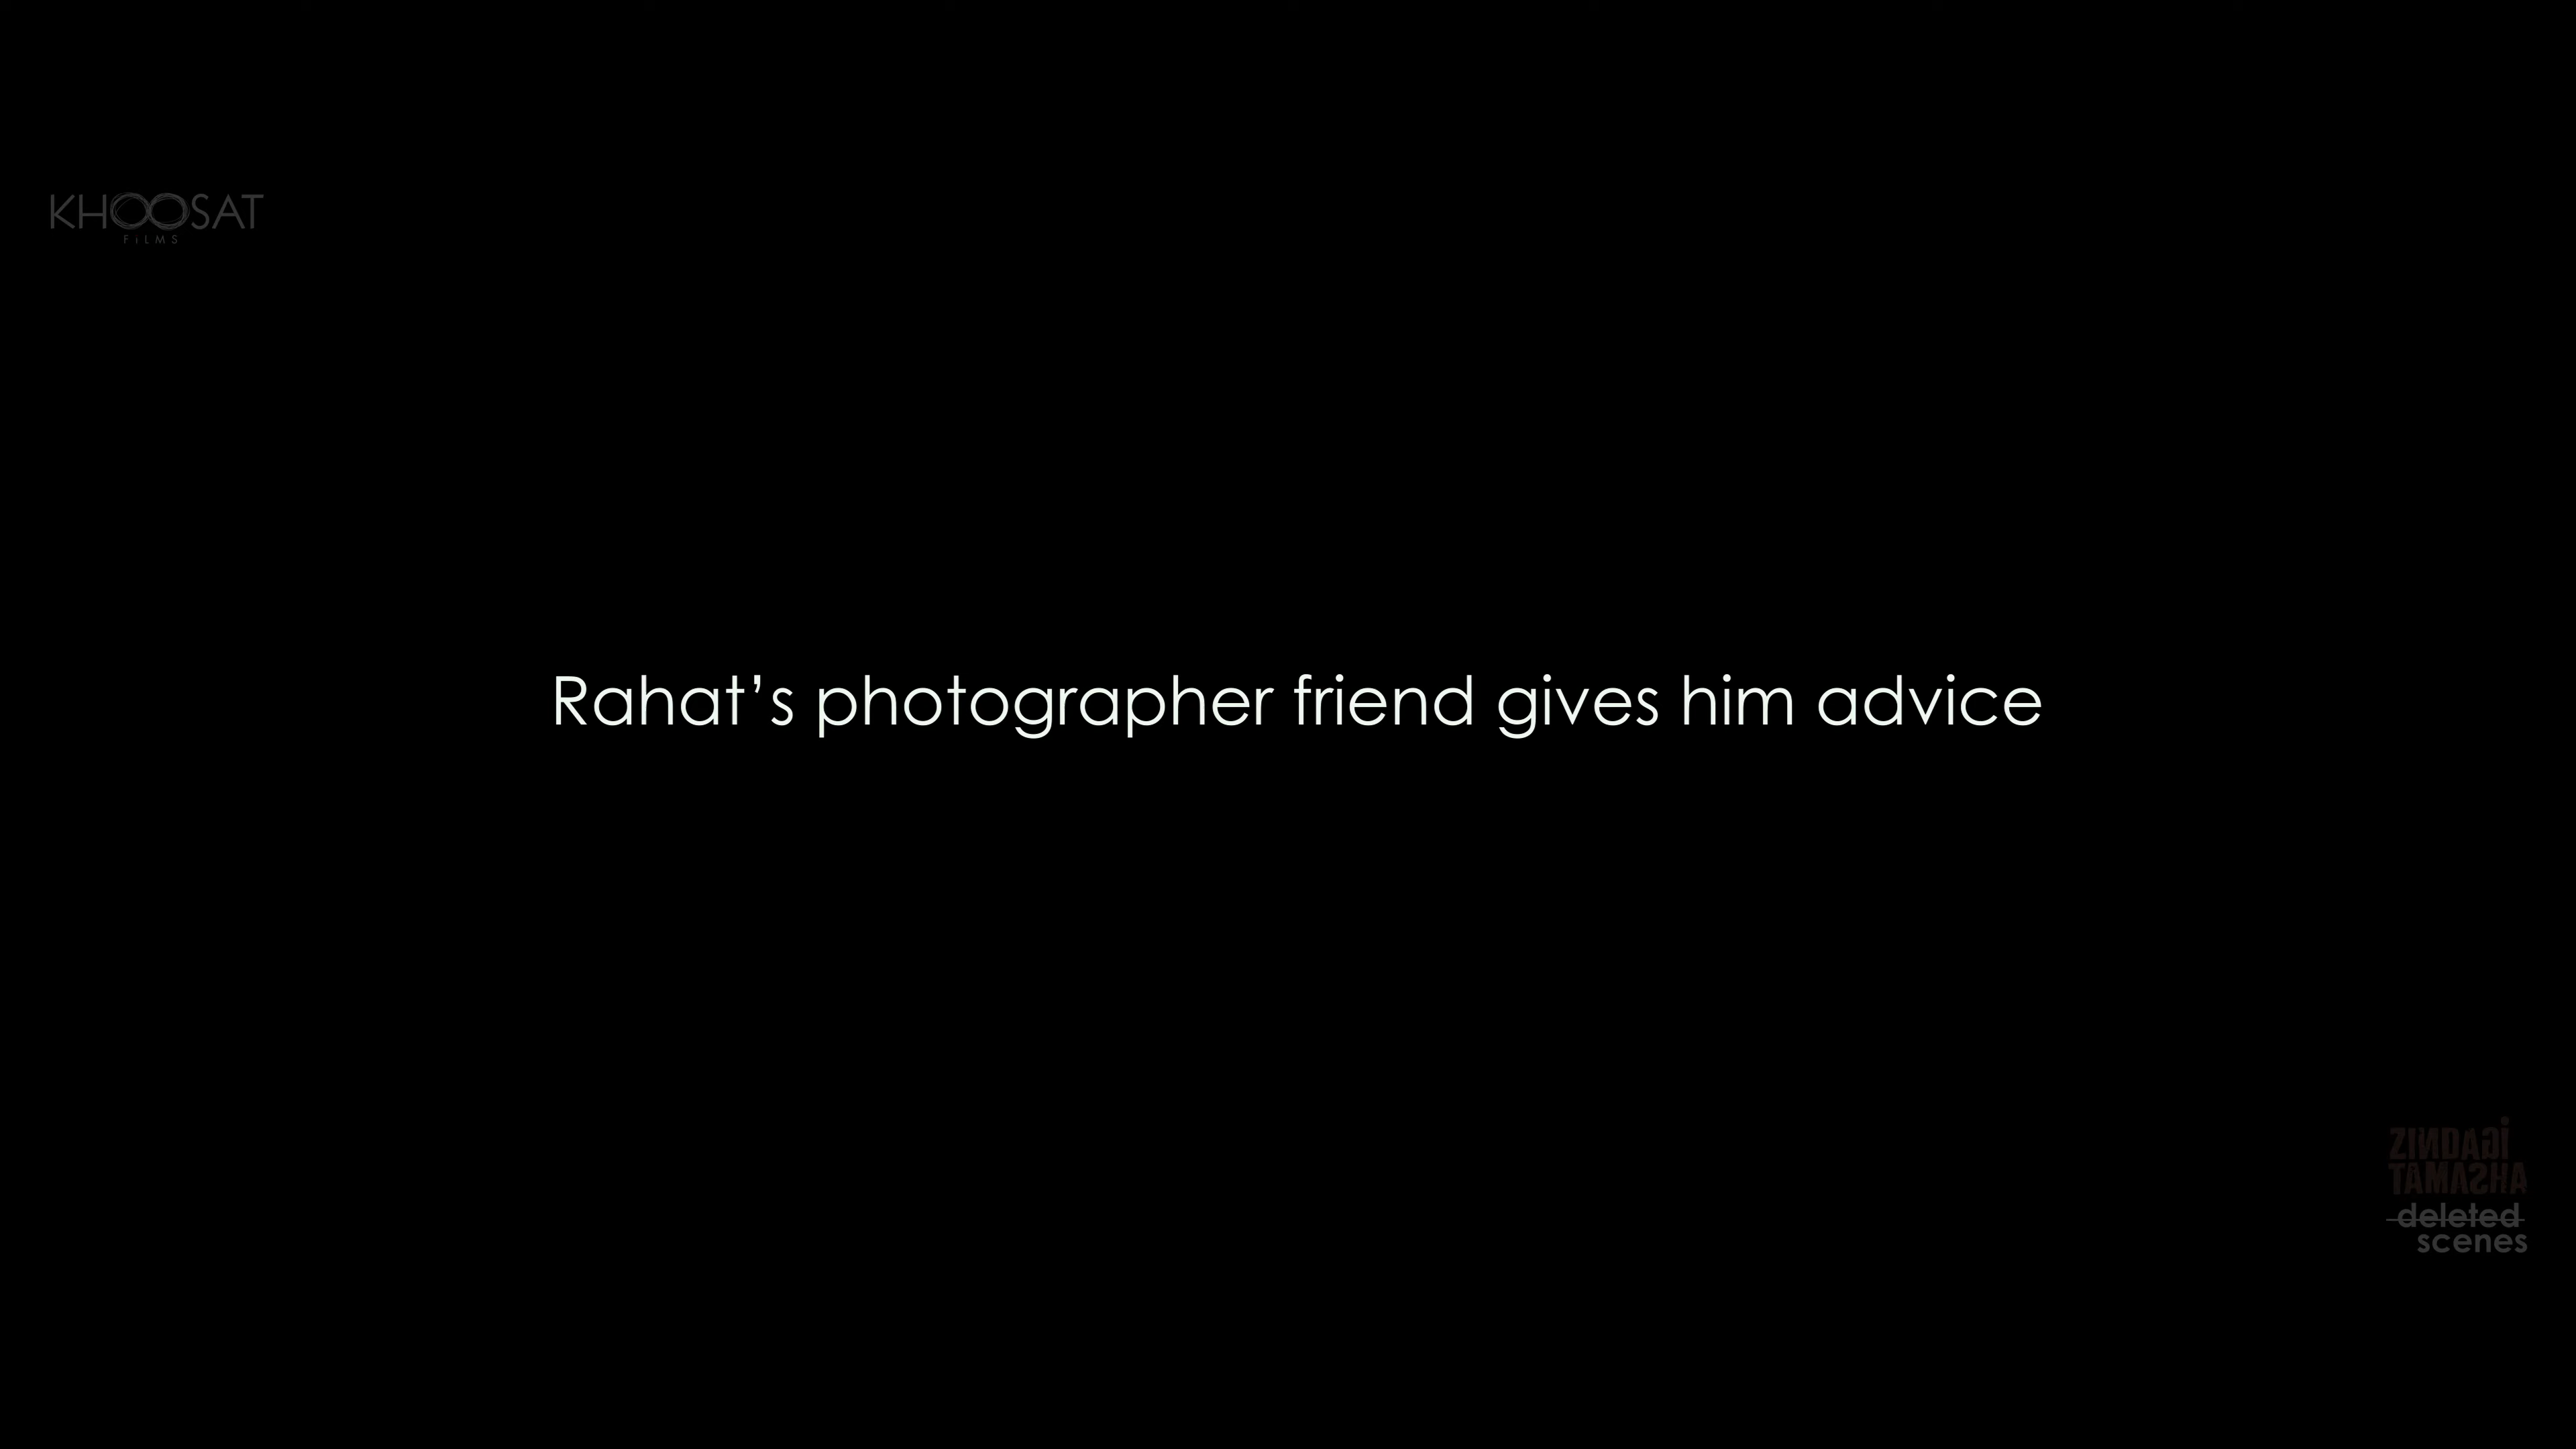 KHOOSAT
FiLMS
Rahat’s photographer friend gives him advice
ZINDAGi
TAMASHA
deleted
scenes